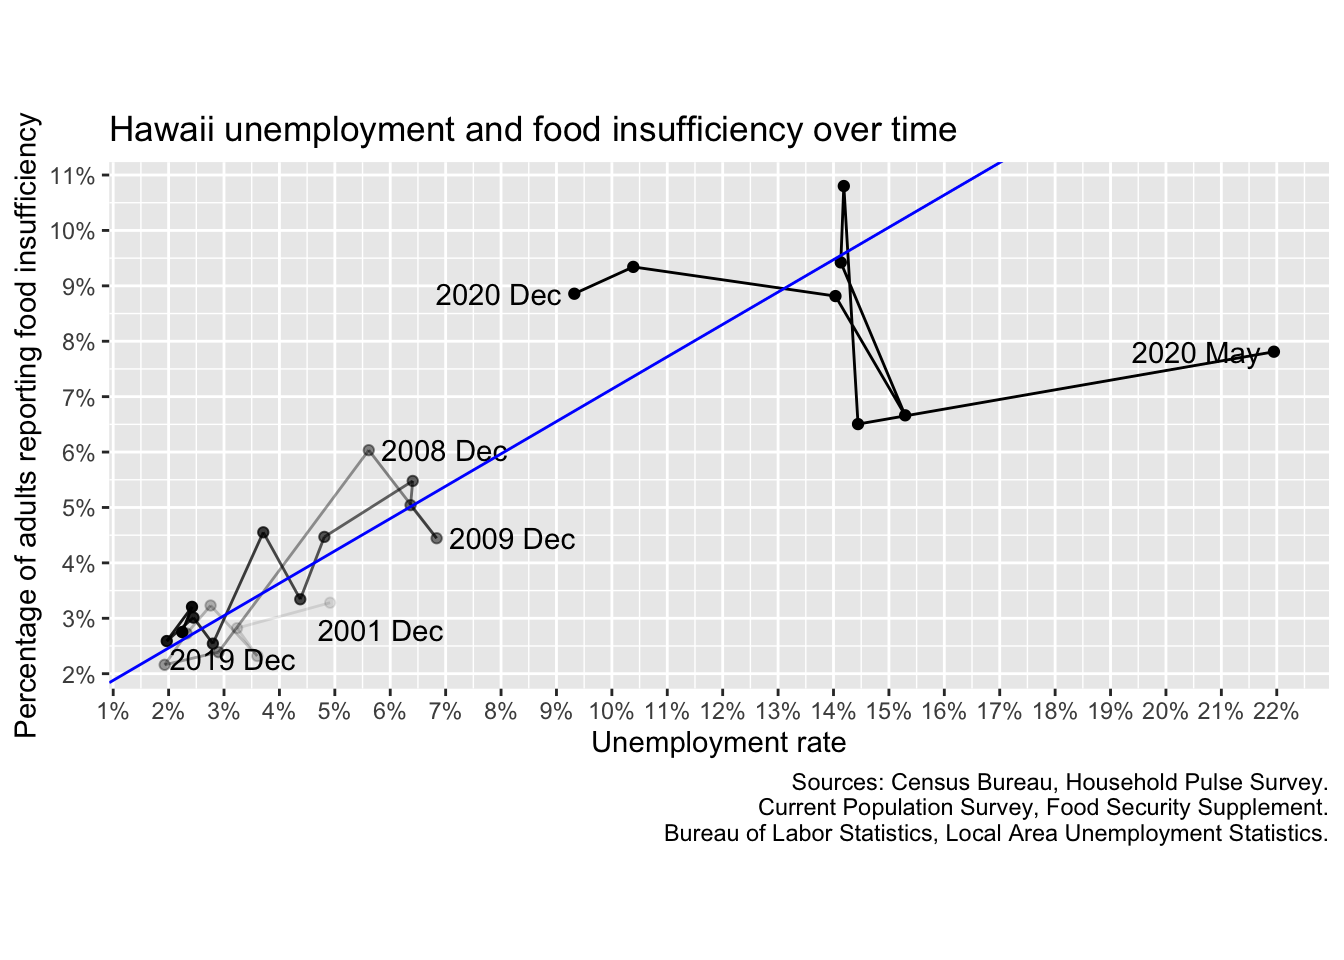 Hawaii unemployment and food insufficiency over time
Percentage of adults reporting food insufficiency
11%
10%
9%
8%
7%
6%
5%
4%
3%
2%
2020 Dec
2020 May
2008 Dec
2009 Dec
2001 Dec
2019 Dec
1% 2% 3% 4% 5% 6% 7% 8% 9% 10% 11% 12% 13% 14% 15% 16% 17% 18% 19% 20% 21% 22%
Unemployment rate
Sources: Census Bureau, Household Pulse Survey.
Current Population Survey, Food Security Supplement.
Bureau of Labor Statistics, Local Area Unemployment Statistics.